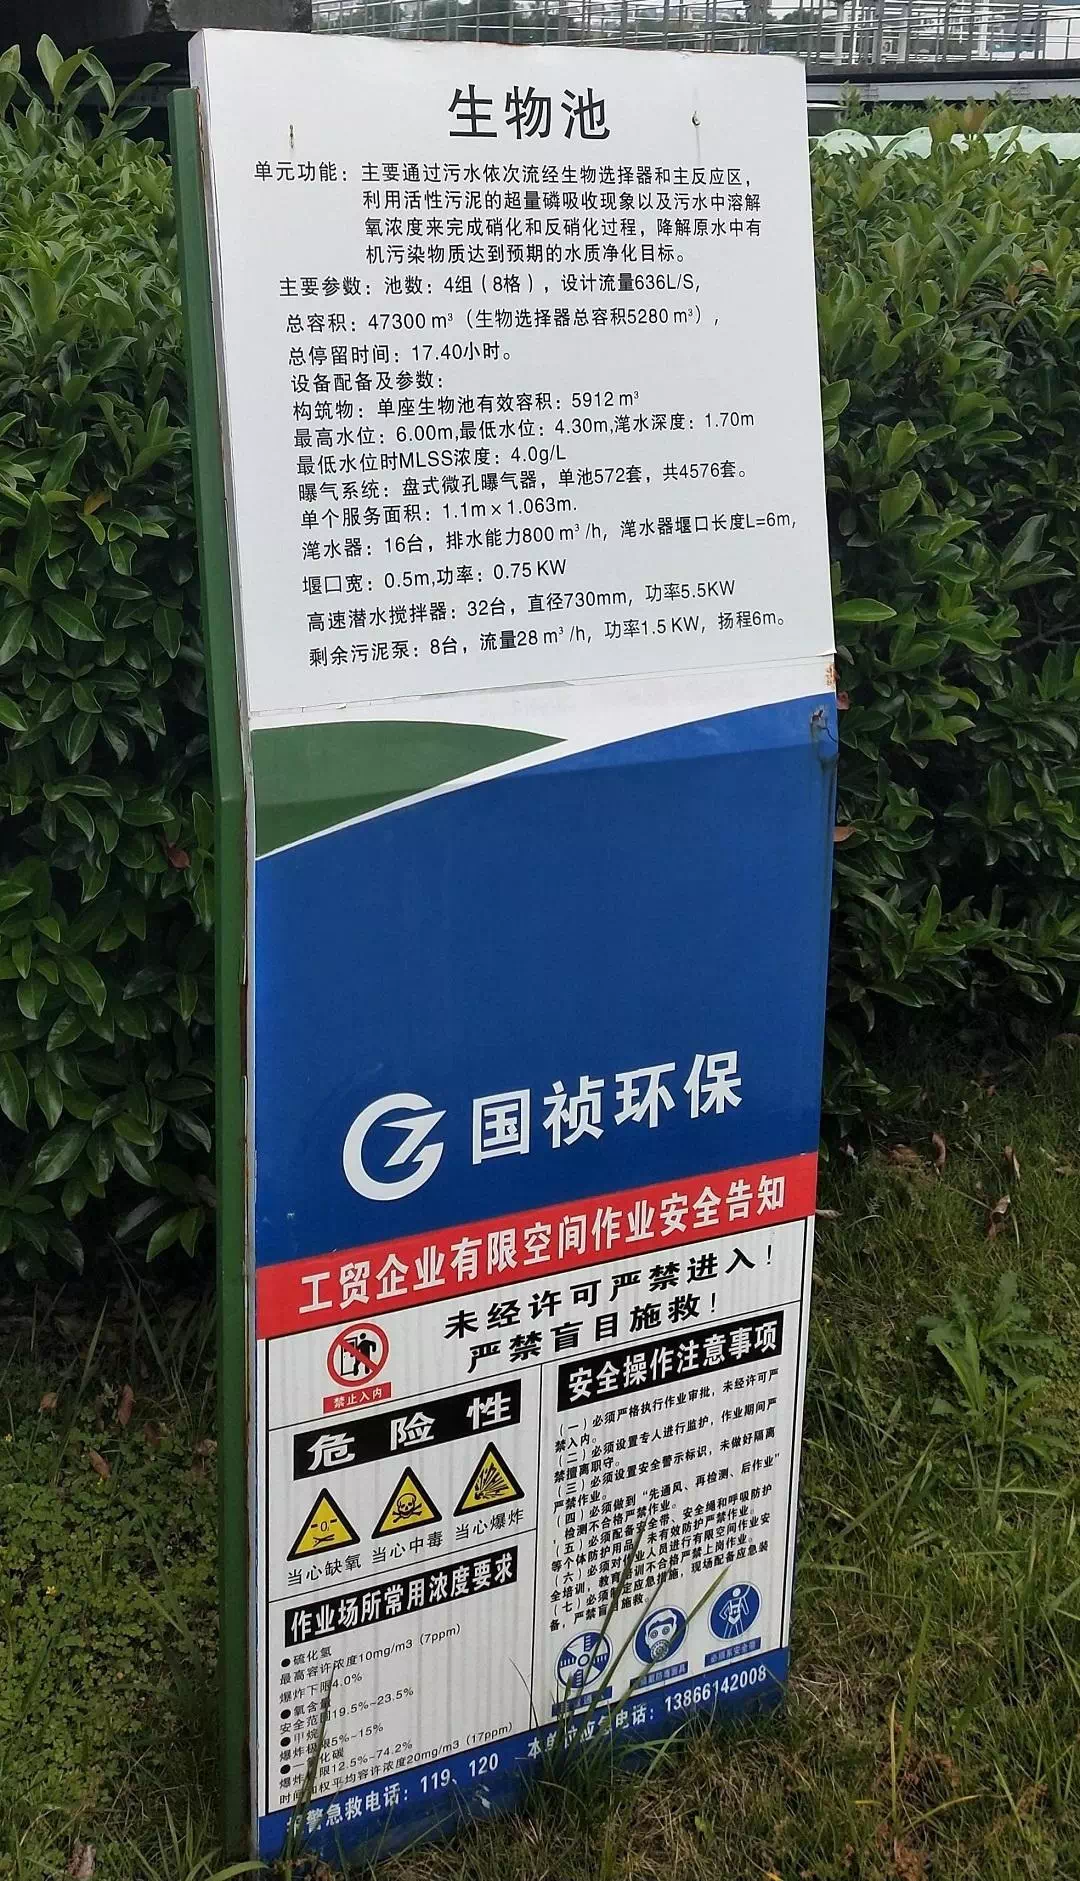 生物池
单元功能：主要通过污水依次流经生物选择器和主反应区，
利用活性污泥的超量磷吸收现象以及污水中溶解
氧浓度来完成硝化和反硝化过程，降解原水中有
机污染物质达到预期的水质净化目标。
主要参数：池数：4组（8格），设计流量636L/S，
总容积：47300m³（生物选择器总容积5280m³），
总停留时间：17.40小时。
设备配备及参数：
构筑物：单座生物池有效容积：5912m³
最高水位：6.00m,最低水位：4.30m,滗水深度：1.70m
最低水位时MLSS浓度：4.0g/L
曝气系统：盘式微孔曝气器，单池572套，共4576套。
单个服务面积：1.1m×1.063m.
滗水器：16台，排水能力800m³/h，滗水器堰口长度L=6m，
堰口宽：0.5m,功率：0.75KW
高速潜水搅拌器：32台，直径730mm，功率5.5KW
剩余污泥泵：8台，流量28m³/h，功率1.5KW，扬程6m。
国祯环保
工贸企业有限空间作业安全告知
未经许可严禁进入！
严禁盲目施救！
禁止入内
危险性
当心缺氧 当心中毒 当心爆炸
作业场所常用浓度要求
●硫化氢
最高容许浓度10mg/m3（7ppm）
爆炸下限4.0%
●氧含量
安全范围19.5%~23.5%
●甲烷
爆炸极限5%~15%
●一氧化碳
爆炸极限12.5%~74.2%
时间加权平均容许浓度20mg/m3（17ppm）
安全操作注意事项
（一）必须严格执行作业审批，未经许可严
禁入内。
（二）必须设置专人进行监护，作业期间严
禁擅离职守。
（三）必须设置安全警示标识，未做好隔离
严禁作业。
（四）必须做到“先通风、再检测、后作业”
检测不合格严禁作业。
（五）必须配备安全带、安全绳和呼吸防护
等个体防护用品，未有效防护严禁作业。
（六）必须对作业人员进行有限空间作业安
全培训，教育培训不合格严禁上岗作业。
（七）必须制定应急措施，现场配备应急装
备，严禁盲目施救。
必须系安全带
报警急救电话：119、120 本单位应急电话：13866142008